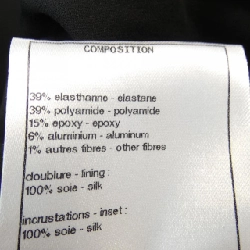 COMPOSITION
39% elasthanne - elastane
39% polyamide - polyamide
15% epoxy - epoxy
6% aluminium - aluminum
1% autres fibres - other fibres
doublure - lining :
100% soie - silk
incrustations - inset :
100% soie - silk